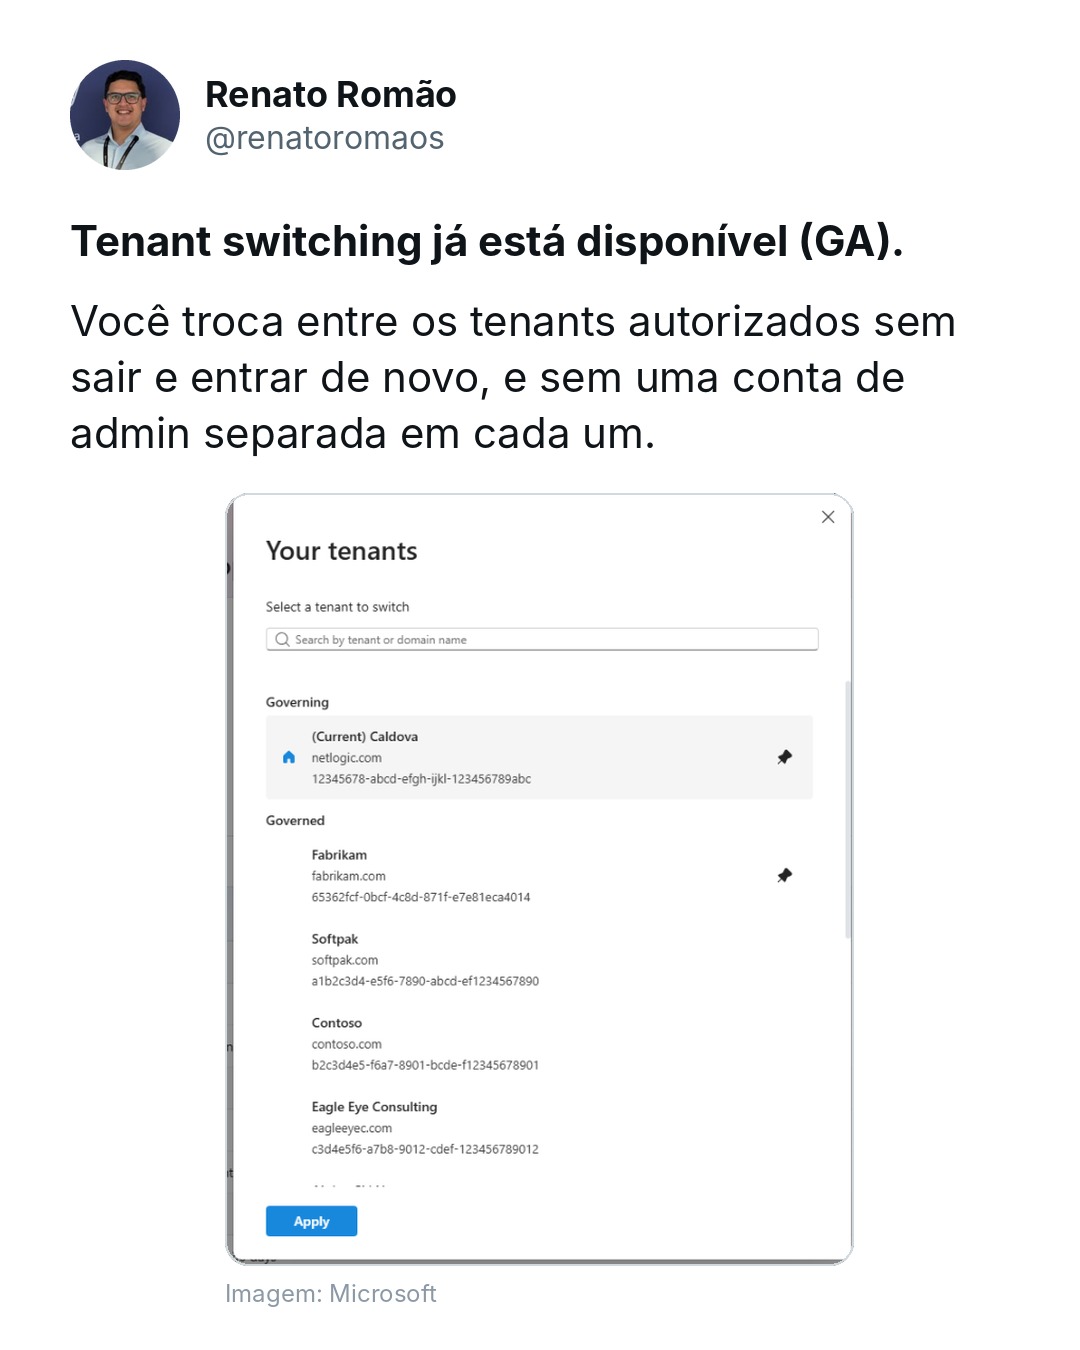 Renato Romão
@renatoromaos
Tenant switching já está disponível (GA).
Você troca entre os tenants autorizados sem
sair e entrar de novo, e sem uma conta de
admin separada em cada um.
Your tenants
Select a tenant to switch
Search by tenant or domain name
Governing
(Current) Caldova
netlogic.com
12345678-abcd-efgh-ijkl-123456789abc
Governed
Fabrikam
fabrikam.com
65362fcf-0bcf-4c8d-871f-e7e81eca4014
Softpak
softpak.com
a1b2c3d4-e5f6-7890-abcd-ef1234567890
Contoso
contoso.com
b2c3d4e5-f6a7-8901-bcde-f12345678901
Eagle Eye Consulting
eagleeyec.com
c3d4e5f6-a7b8-9012-cdef-123456789012
Apply
Imagem: Microsoft